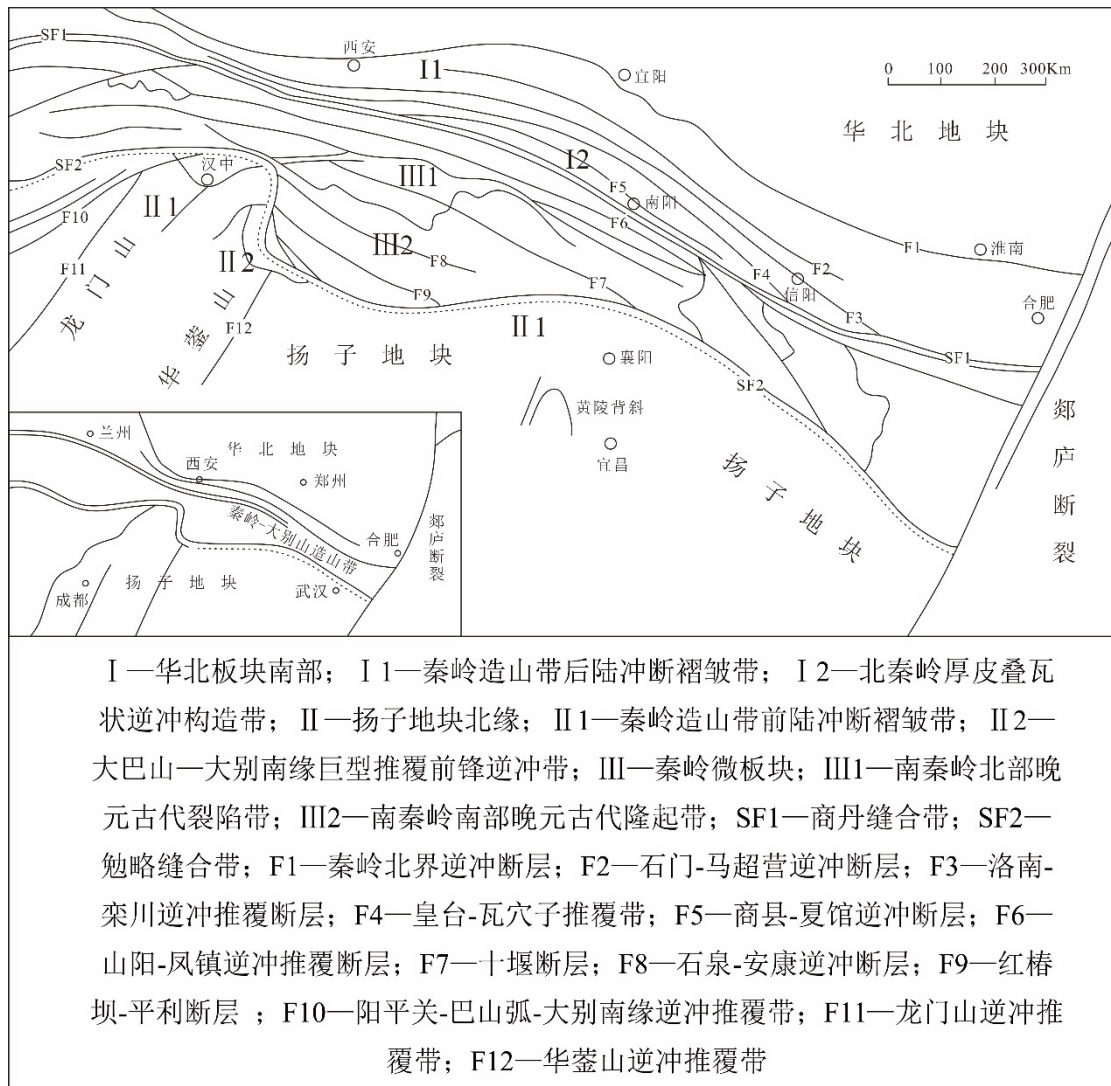 SF1
西安
I1
宜阳
0 100 200 300Km
华北地块
I2
SF2
汉中
III1
F5
南阳
F10
II1
F6
III2
F1
淮南
F11
II2
F8
F4
F2
信阳
龙门山
F9
F7
F3
合肥
华蓥山
F12
扬子地块
II1
SF1
襄阳
SF2
黄陵背斜
宜昌
郯庐断裂
扬子地块
兰州
华北地块
西安
郑州
秦岭-大别山造山带
合肥
郯庐断裂
扬子地块
成都
武汉
I—华北板块南部；I1—秦岭造山带后陆冲断褶皱带；I2—北秦岭厚皮叠瓦
状逆冲构造带；II—扬子地块北缘；II1—秦岭造山带前陆冲断褶皱带；II2—
大巴山—大别南缘巨型推覆前锋逆冲带；III—秦岭微板块；III1—南秦岭北部晚
元古代裂陷带；III2—南秦岭南部晚元古代隆起带；SF1—商丹缝合带；SF2—
勉略缝合带；F1—秦岭北界逆冲断层；F2—石门-马超营逆冲断层；F3—洛南-
栾川逆冲推覆断层；F4—皇台-瓦穴子推覆带；F5—商县-夏馆逆冲断层；F6—
山阳-凤镇逆冲推覆断层；F7—十堰断层；F8—石泉-安康逆冲断层；F9—红椿
坝-平利断层 ；F10—阳平关-巴山弧-大别南缘逆冲推覆带；F11—龙门山逆冲推
覆带；F12—华蓥山逆冲推覆带